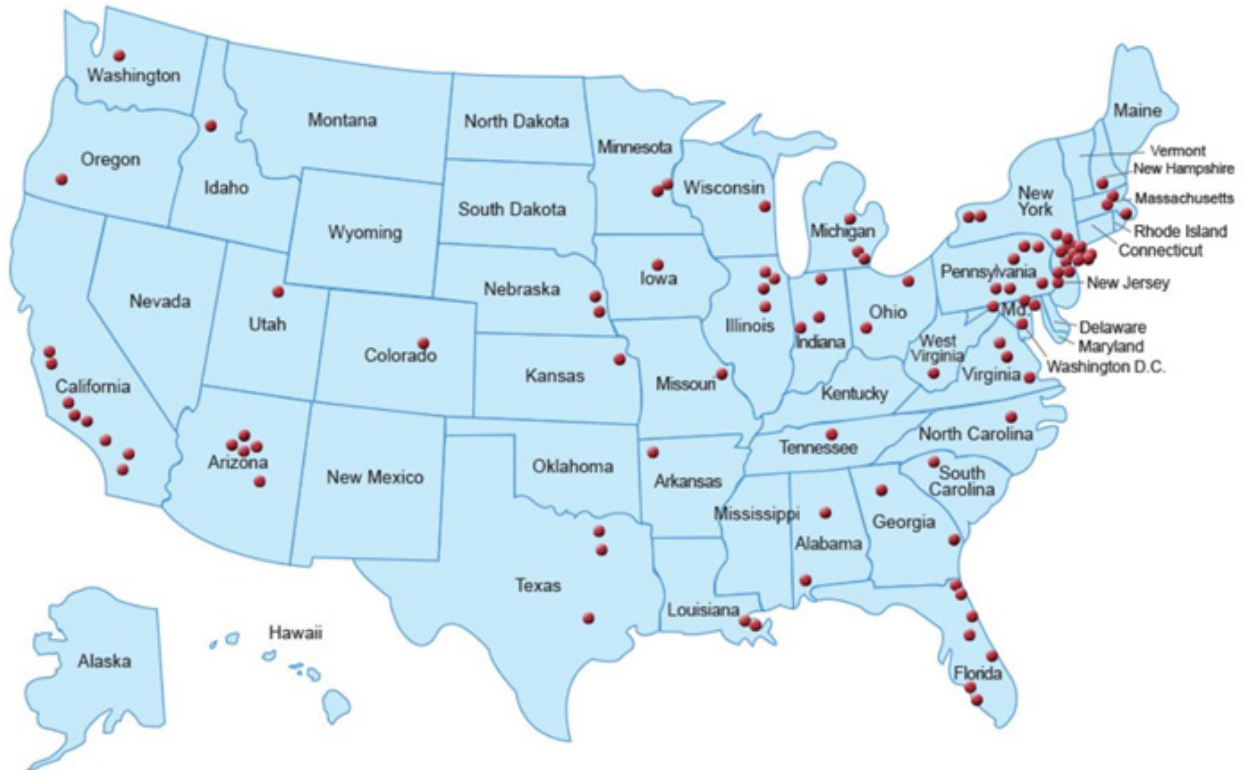 Washington
Montana
North Dakota
Minnesota
Maine
Vermont
New Hampshire
Oregon
Idaho
South Dakota
Wisconsin
New
York
Massachusetts
Wyoming
Michigan
Rhode Island
Connecticut
Nevada
Utah
Nebraska
Iowa
Pennsylvania
New Jersey
Illinois
Indiana
Ohio
Md.
Delaware
Maryland
Washington D.C.
California
Colorado
Kansas
Missouri
West
Virginia
Virginia
Kentucky
Arizona
New Mexico
Oklahoma
Arkansas
Tennessee
North Carolina
South
Carolina
Mississippi
Alabama
Georgia
Texas
Louisiana
Florida
Alaska
Hawaii